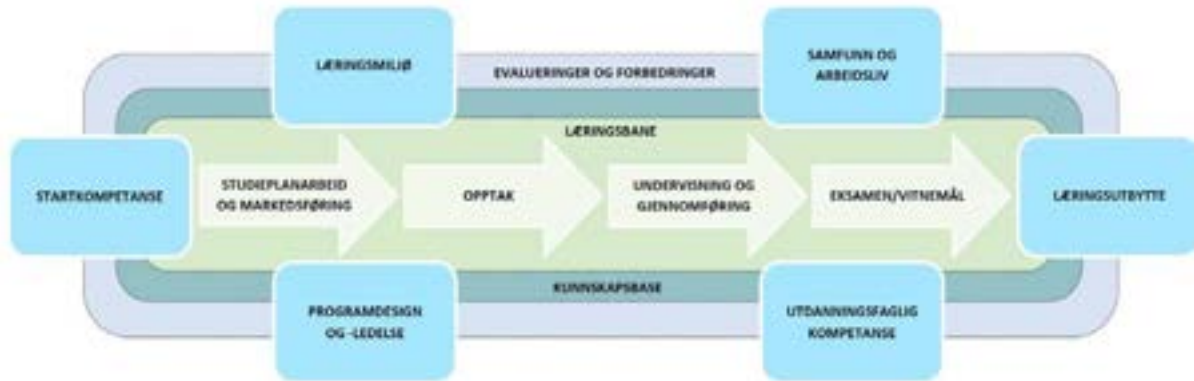 LÆRINGSMILJØ
EVALUERINGER OG FORBEDRINGER
SAMFUNN OG
ARBEIDSLIV
LÆRINGSBANE
STARTKOMPETANSE
STUDIEPLANARBEID
OG MARKEDSFØRING
OPPTAK
UNDERVISNING OG
GJENNOMFØRING
EKSAMEN/VITNEMÅL
LÆRINGSUTBYTTE
KUNNSKAPSBASE
PROGRAMDESIGN
OG -LEDELSE
UTDANNINGSFAGLIG
KOMPETANSE